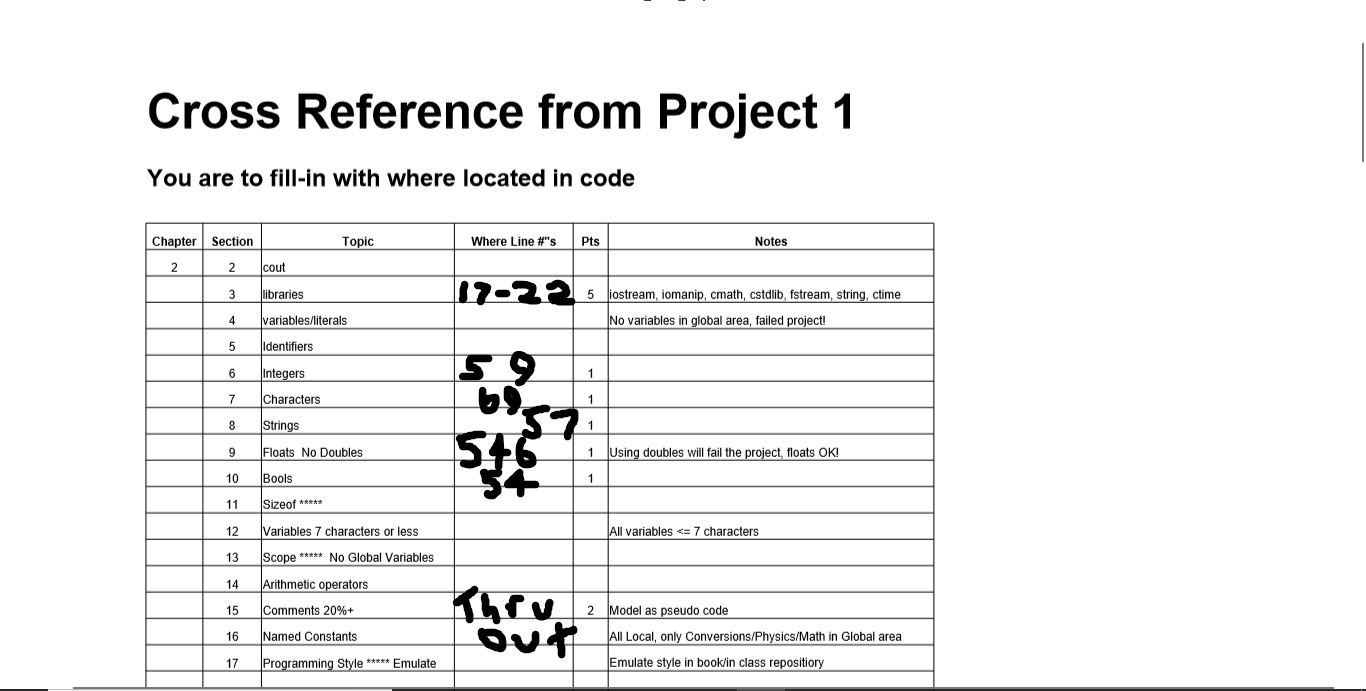 Cross Reference from Project 1
You are to fill-in with where located in code
Chapter Section Topic Where Line #"s Pts Notes
2 2 cout
3 libraries 17-22 5 iostream, iomanip, cmath, cstdlib, fstream, string, ctime
4 variables/literals No variables in global area, failed project!
5 Identifiers
6 Integers 59 1
7 Characters 69 1
8 Strings 57 1
9 Floats No Doubles 546 1 Using doubles will fail the project, floats OK!
10 Bools 54 1
11 Sizeof *****
12 Variables 7 characters or less All variables <= 7 characters
13 Scope ***** No Global Variables
14 Arithmetic operators
15 Comments 20%+ Thru 2 Model as pseudo code
16 Named Constants out All Local, only Conversions/Physics/Math in Global area
17 Programming Style ***** Emulate Emulate style in book/in class repositiory